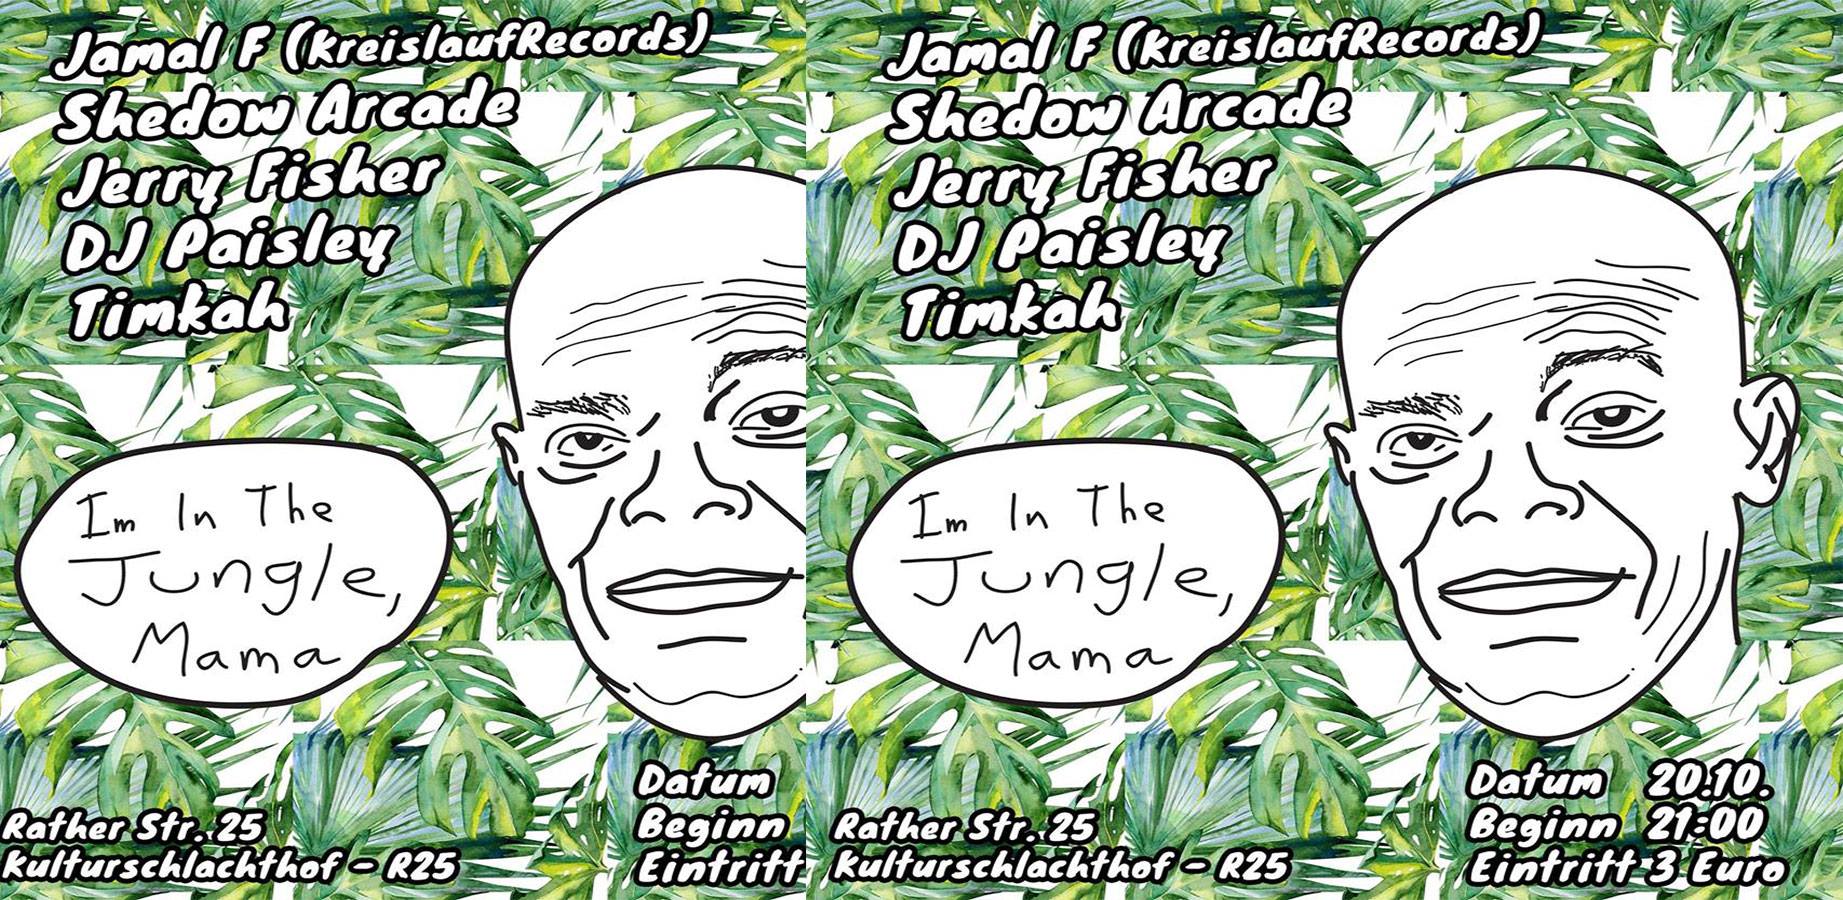 Jamal F (KreislaufRecords)
Shedow Arcade
Jerry Fisher
DJ Paisley
Timkah
Im In The
Jungle,
Mama
Rather Str. 25
Kulturschlachthof - R25
Datum
Beginn
Eintritt
Jamal F (KreislaufRecords)
Shedow Arcade
Jerry Fisher
DJ Paisley
Timkah
Im In The
Jungle,
Mama
Rather Str. 25
Kulturschlachthof - R25
Datum 20.10.
Beginn 21:00
Eintritt 3 Euro